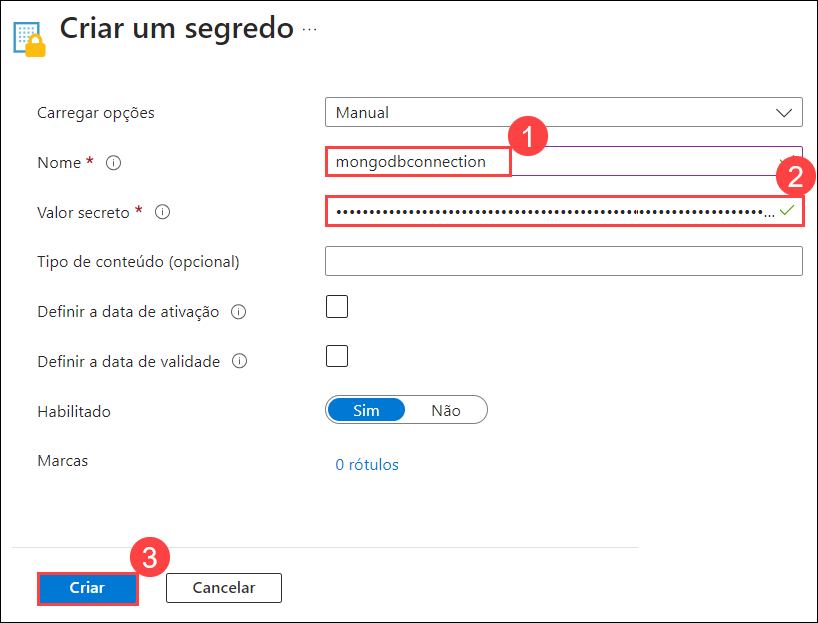 Criar um segredo ...
Carregar opções Manual
Nome * mongodbconnection 1
Valor secreto * ••••••••••••••••••••••••••••••••••••••••••••••••••••••••••••••••... 2
Tipo de conteúdo (opcional)
Definir a data de ativação
Definir a data de validade
Habilitado Sim Não
Marcas 0 rótulos
Criar 3 Cancelar